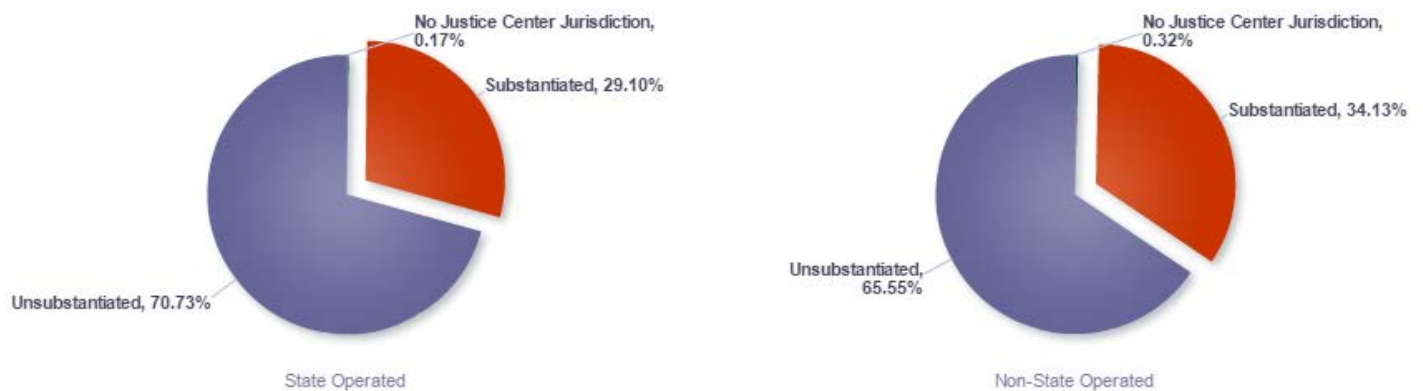 No Justice Center Jurisdiction,
0.17%
Substantiated, 29.10%
Unsubstantiated, 70.73%
State Operated
No Justice Center Jurisdiction,
0.32%
Substantiated, 34.13%
Unsubstantiated,
65.55%
Non-State Operated